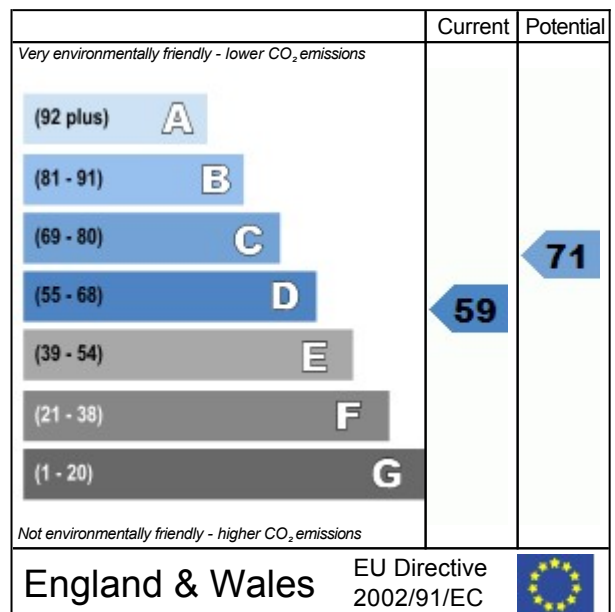 Current Potential
Very environmentally friendly - lower CO₂ emissions
(92 plus) A
(81 - 91) B
(69 - 80) C
71
(55 - 68) D
59
(39 - 54) E
(21 - 38) F
(1 - 20) G
Not environmentally friendly - higher CO₂ emissions
England & Wales
EU Directive
2002/91/EC